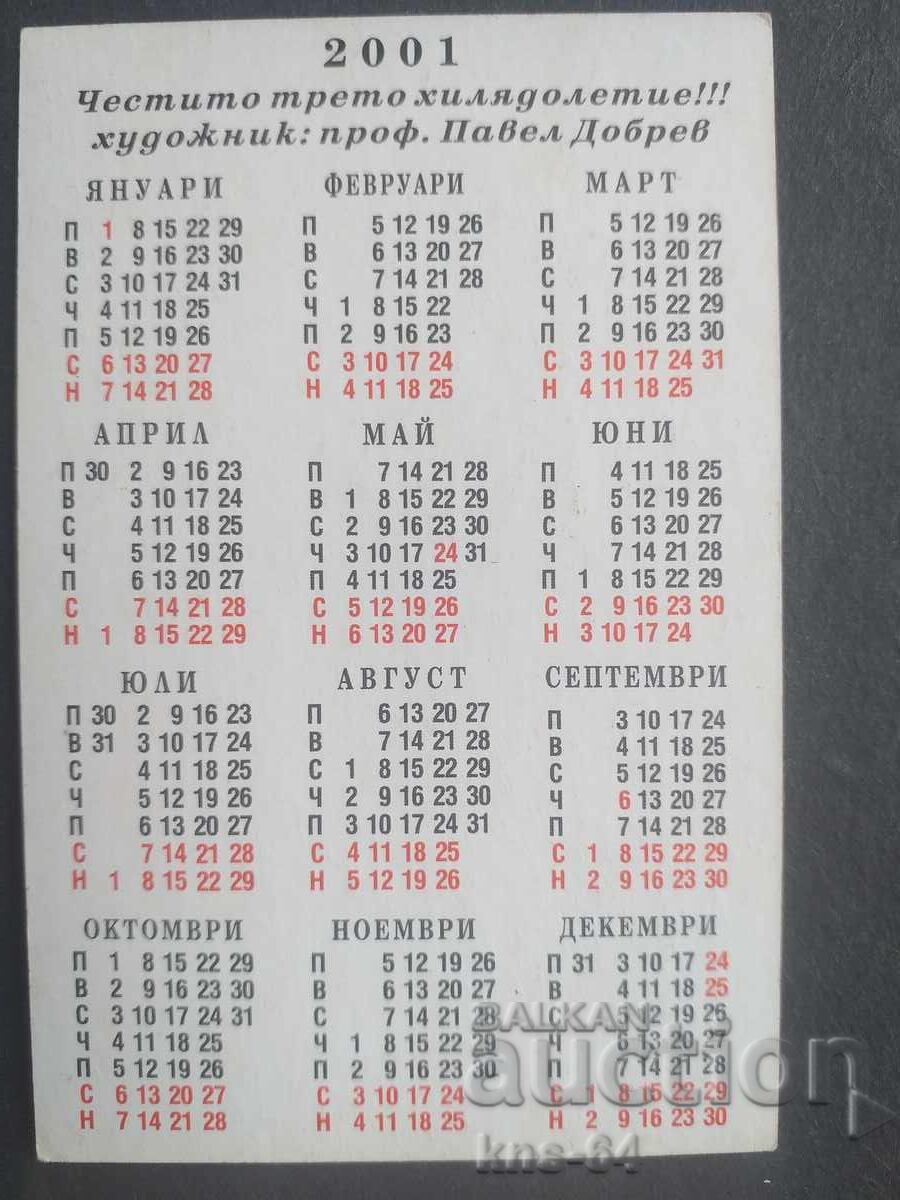 2001
Честито трето хилядолетие!!!
художник: проф. Павел Добрев
ЯНУАРИ
П 1 8 15 22 29
В 2 9 16 23 30
С 3 10 17 24 31
Ч 4 11 18 25
П 5 12 19 26
С 6 13 20 27
Н 7 14 21 28
ФЕВРУАРИ
П 5 12 19 26
В 6 13 20 27
С 7 14 21 28
Ч 1 8 15 22
П 2 9 16 23
С 3 10 17 24
Н 4 11 18 25
МАРТ
П 5 12 19 26
В 6 13 20 27
С 7 14 21 28
Ч 1 8 15 22 29
П 2 9 16 23 30
С 3 10 17 24 31
Н 4 11 18 25
АПРИЛ
П 30 2 9 16 23
В 3 10 17 24
С 4 11 18 25
Ч 5 12 19 26
П 6 13 20 27
С 7 14 21 28
Н 1 8 15 22 29
МАЙ
П 7 14 21 28
В 1 8 15 22 29
С 2 9 16 23 30
Ч 3 10 17 24 31
П 4 11 18 25
С 5 12 19 26
Н 6 13 20 27
ЮНИ
П 4 11 18 25
В 5 12 19 26
С 6 13 20 27
Ч 7 14 21 28
П 1 8 15 22 29
С 2 9 16 23 30
Н 3 10 17 24
ЮЛИ
П 30 2 9 16 23
В 31 3 10 17 24
С 4 11 18 25
Ч 5 12 19 26
П 6 13 20 27
С 7 14 21 28
Н 1 8 15 22 29
АВГУСТ
П 6 13 20 27
В 7 14 21 28
С 1 8 15 22 29
Ч 2 9 16 23 30
П 3 10 17 24 31
С 4 11 18 25
Н 5 12 19 26
СЕПТЕМВРИ
П 3 10 17 24
В 4 11 18 25
С 5 12 19 26
Ч 6 13 20 27
П 7 14 21 28
С 1 8 15 22 29
Н 2 9 16 23 30
ОКТОМВРИ
П 1 8 15 22 29
В 2 9 16 23 30
С 3 10 17 24 31
Ч 4 11 18 25
П 5 12 19 26
С 6 13 20 27
Н 7 14 21 28
НОЕМВРИ
П 5 12 19 26
В 6 13 20 27
С 7 14 21 28
Ч 1 8 15 22 29
П 2 9 16 23 30
С 3 10 17 24
Н 4 11 18 25
ДЕКЕМВРИ
П 31 3 10 17 24
В 4 11 18 25
С 5 12 19 26
Ч 6 13 20 27
П 7 14 21 28
С 1 8 15 22 29
Н 2 9 16 23 30
BALKAN
auction
kns-64